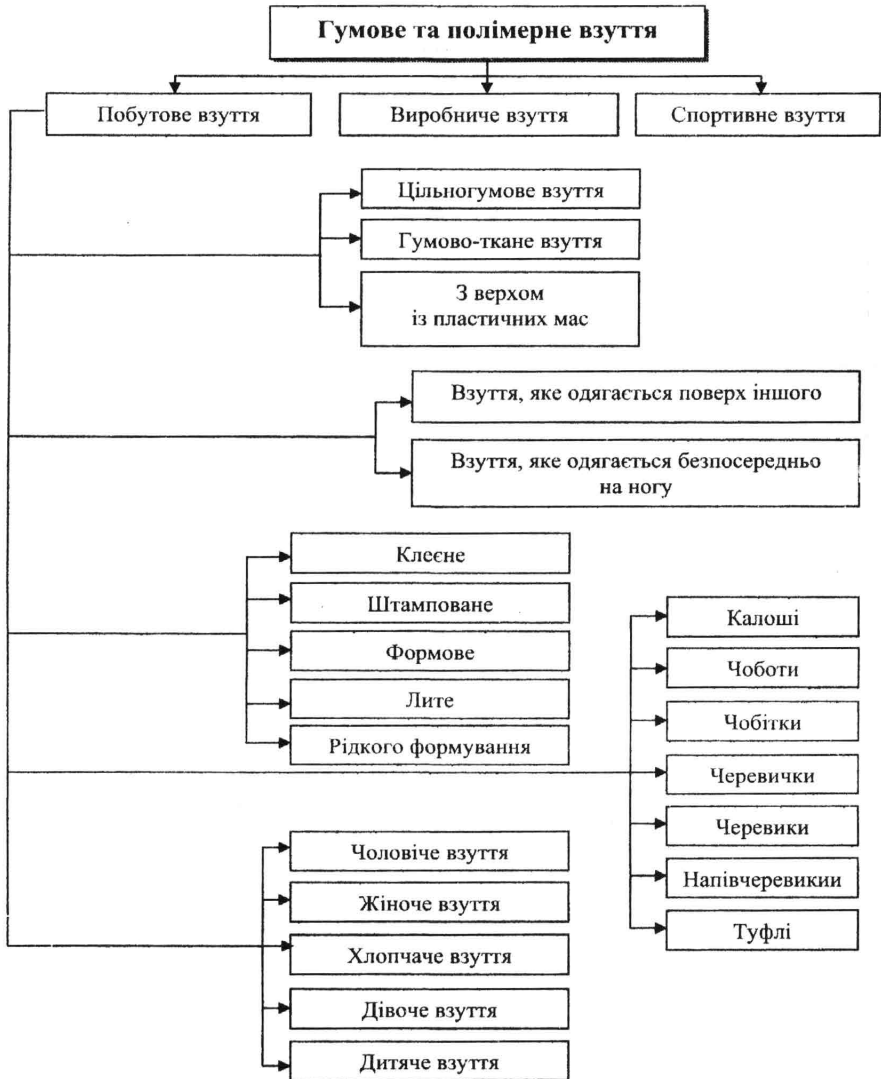 Гумове та полімерне взуття
Побутове взуття
Виробниче взуття
Спортивне взуття
Цільногумове взуття
Гумово-ткане взуття
З верхом
із пластичних мас
Взуття, яке одягається поверх іншого
Взуття, яке одягається безпосередньо
на ногу
Клеєне
Штамповане
Формове
Лите
Рідкого формування
Калоші
Чоботи
Чобітки
Черевички
Черевики
Напівчеревикии
Туфлі
Чоловіче взуття
Жіноче взуття
Хлопчаче взуття
Дівоче взуття
Дитяче взуття